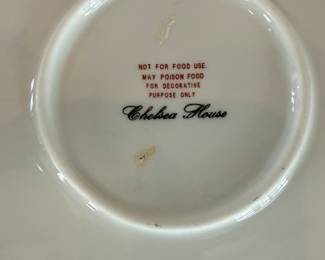 NOT FOR FOOD USE.
MAY POISON FOOD
FOR DECORATIVE
PURPOSE ONLY
Chelsea House